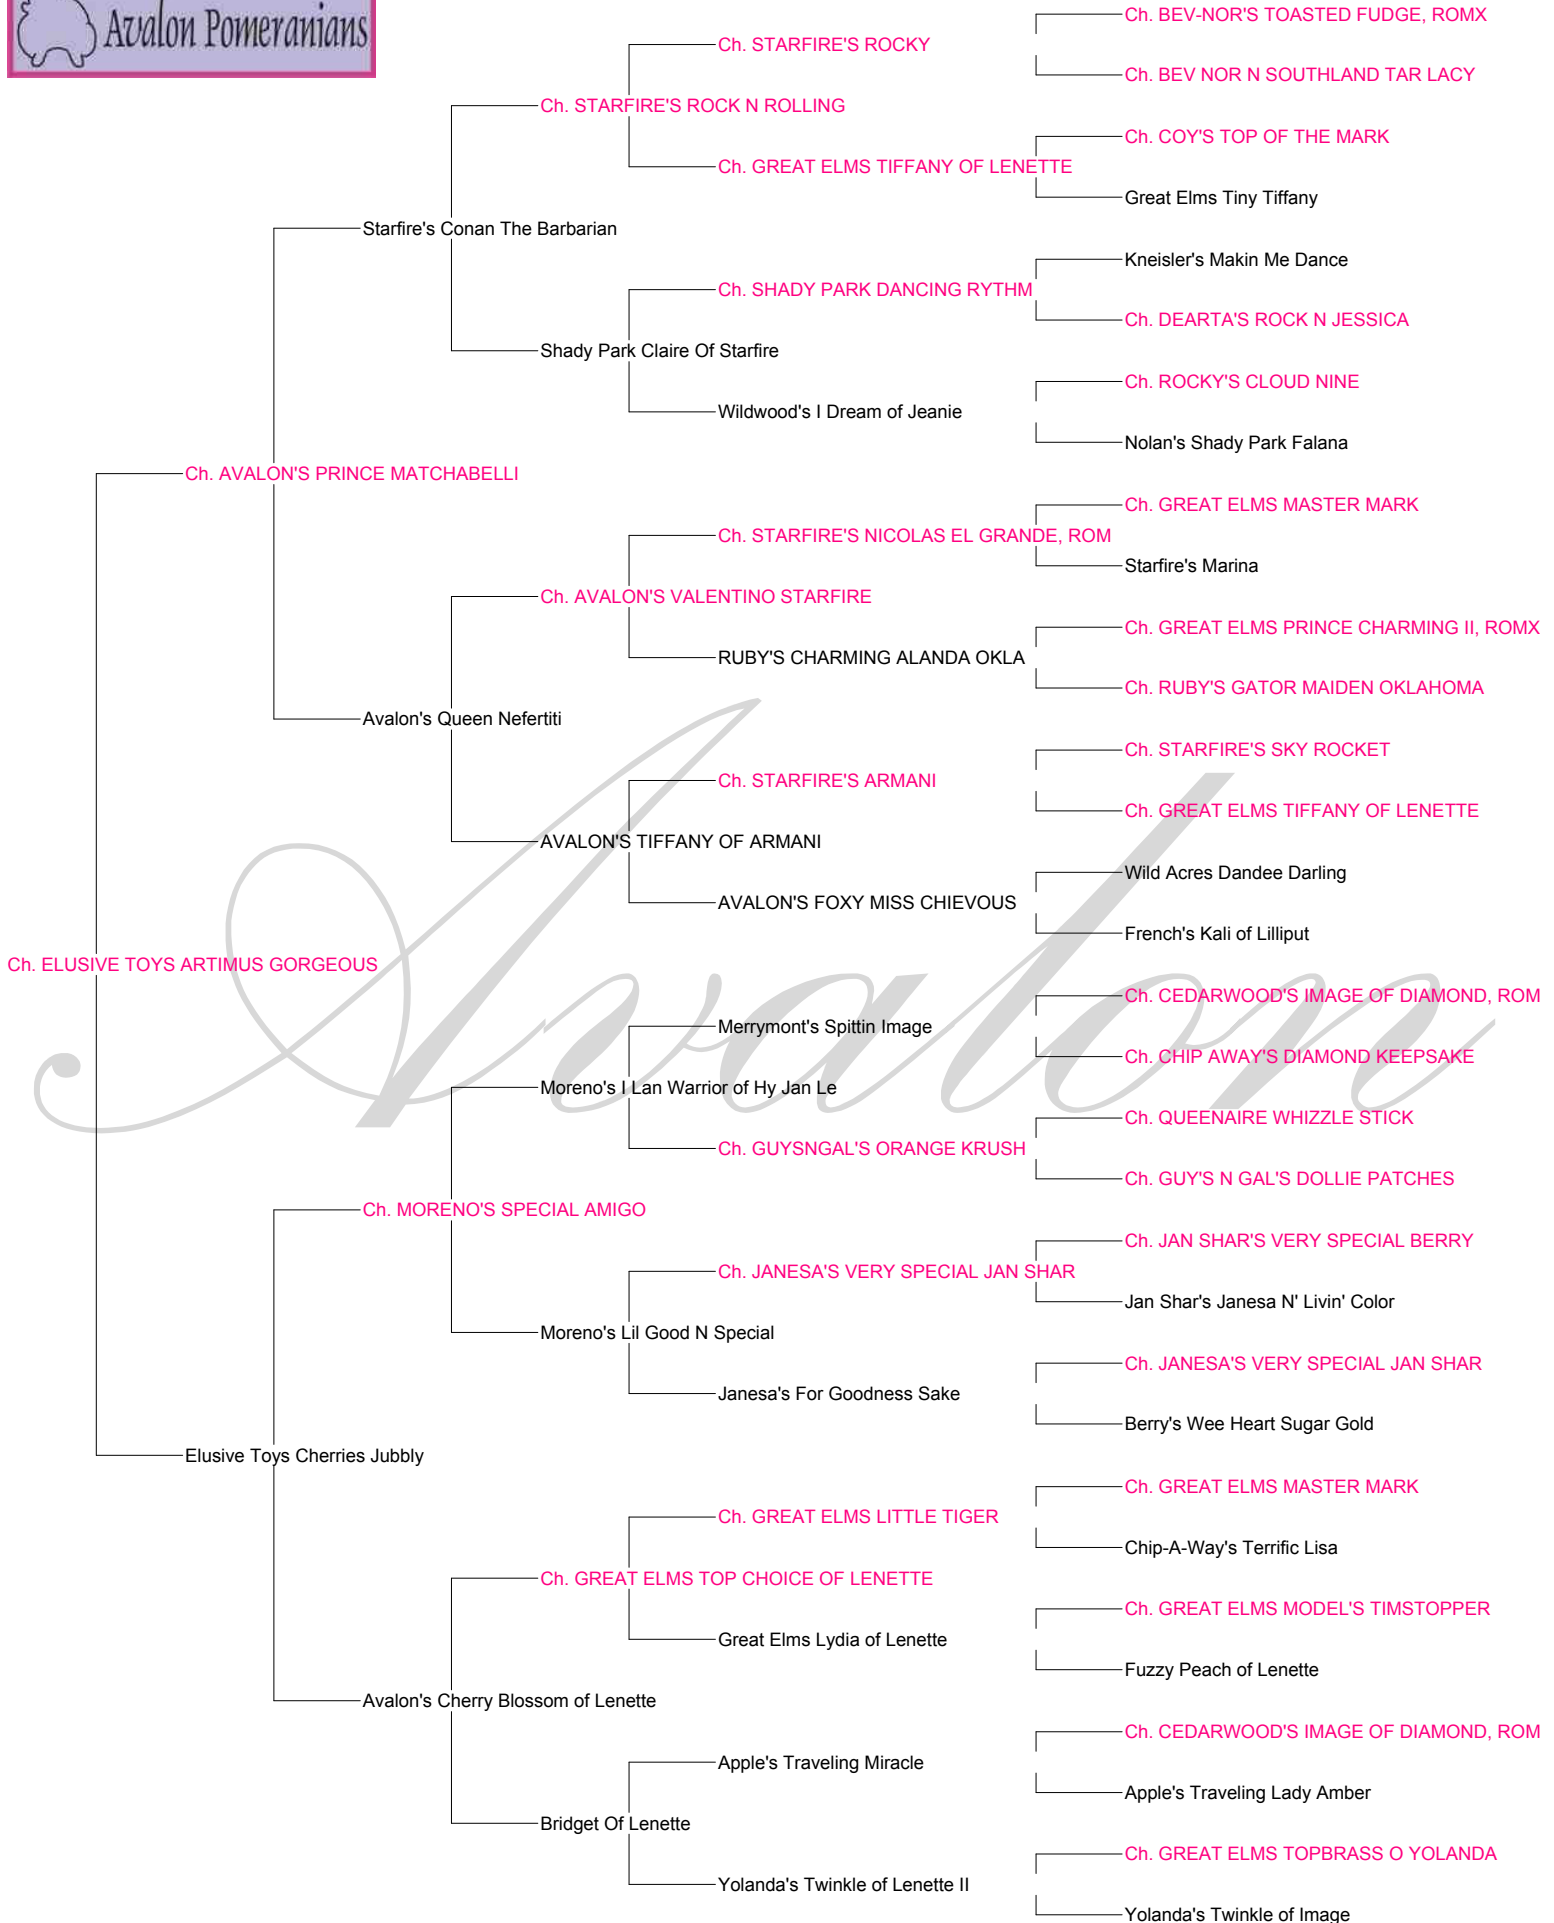 Avalon Pomeranians
Ch. BEV-NOR'S TOASTED FUDGE, ROMX
Ch. STARFIRE'S ROCKY
Ch. BEV NOR N SOUTHLAND TAR LACY
Ch. STARFIRE'S ROCK N ROLLING
Ch. COY'S TOP OF THE MARK
Ch. GREAT ELMS TIFFANY OF LENETTE
Great Elms Tiny Tiffany
Starfire's Conan The Barbarian
Kneisler's Makin Me Dance
Ch. SHADY PARK DANCING RYTHM
Ch. DEARTA'S ROCK N JESSICA
Shady Park Claire Of Starfire
Ch. ROCKY'S CLOUD NINE
Wildwood's I Dream of Jeanie
Nolan's Shady Park Falana
Ch. AVALON'S PRINCE MATCHABELLI
Ch. GREAT ELMS MASTER MARK
Ch. STARFIRE'S NICOLAS EL GRANDE, ROM
Starfire's Marina
Ch. AVALON'S VALENTINO STARFIRE
Ch. GREAT ELMS PRINCE CHARMING II, ROMX
RUBY'S CHARMING ALANDA OKLA
Ch. RUBY'S GATOR MAIDEN OKLAHOMA
Avalon's Queen Nefertiti
Ch. STARFIRE'S SKY ROCKET
Ch. STARFIRE'S ARMANI
Ch. GREAT ELMS TIFFANY OF LENETTE
AVALON'S TIFFANY OF ARMANI
Wild Acres Dandee Darling
AVALON'S FOXY MISS CHIEVOUS
French's Kali of Lilliput
Ch. ELUSIVE TOYS ARTIMUS GORGEOUS
Avalon
Ch. CEDARWOOD'S IMAGE OF DIAMOND, ROM
Merrymont's Spittin Image
Ch. CHIP AWAY'S DIAMOND KEEPSAKE
Moreno's I Lan Warrior of Hy Jan Le
Ch. QUEENAIRE WHIZZLE STICK
Ch. GUYSNGAL'S ORANGE KRUSH
Ch. GUY'S N GAL'S DOLLIE PATCHES
Ch. MORENO'S SPECIAL AMIGO
Ch. JAN SHAR'S VERY SPECIAL BERRY
Ch. JANESA'S VERY SPECIAL JAN SHAR
Jan Shar's Janesa N' Livin' Color
Moreno's Lil Good N Special
Ch. JANESA'S VERY SPECIAL JAN SHAR
Janesa's For Goodness Sake
Berry's Wee Heart Sugar Gold
Elusive Toys Cherries Jubbly
Ch. GREAT ELMS MASTER MARK
Ch. GREAT ELMS LITTLE TIGER
Chip-A-Way's Terrific Lisa
Ch. GREAT ELMS TOP CHOICE OF LENETTE
Ch. GREAT ELMS MODEL'S TIMSTOPPER
Great Elms Lydia of Lenette
Fuzzy Peach of Lenette
Avalon's Cherry Blossom of Lenette
Ch. CEDARWOOD'S IMAGE OF DIAMOND, ROM
Apple's Traveling Miracle
Apple's Traveling Lady Amber
Bridget Of Lenette
Ch. GREAT ELMS TOPBRASS O YOLANDA
Yolanda's Twinkle of Lenette II
Yolanda's Twinkle of Image